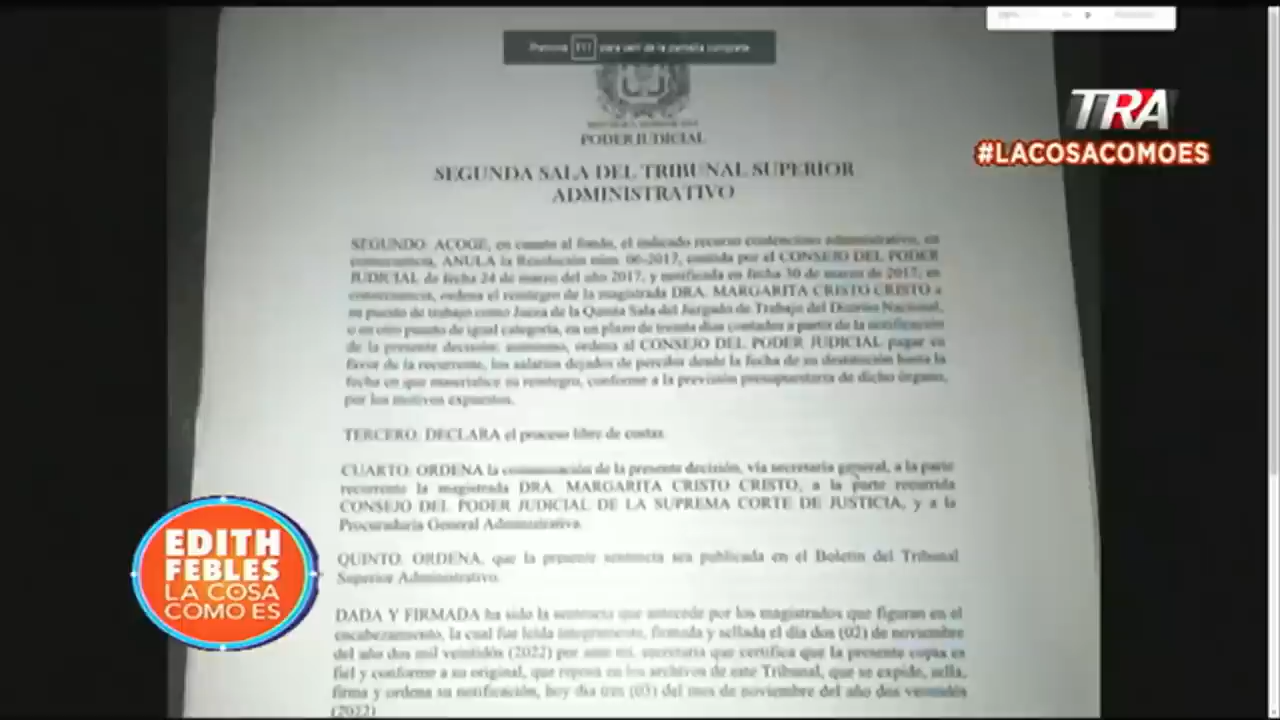 Presiona F11 para salir de la pantalla completa
TRA
#LACOSACOMOES
PODER JUDICIAL
SEGUNDA SALA DEL TRIBUNAL SUPERIOR
ADMINISTRATIVO
SEGUNDO: ACOGE, en cuanto al fondo, el indicado recurso contencioso administrativo, en
consecuencia, ANULA la Resolución núm. 06-2017, emitida por el CONSEJO DEL PODER
JUDICIAL de fecha 24 de marzo del año 2017, y notificada en fecha 30 de marzo de 2017, en
consecuencia, ordena el reintegro de la magistrada DRA. MARGARITA CRISTO CRISTO a
su puesto de trabajo como Jueza de la Quinta Sala del Juzgado de Trabajo del Distrito Nacional,
o en otro puesto de igual categoría, en un plazo de treinta días contados a partir de la notificación
de la presente decisión; asimismo, ordena al CONSEJO DEL PODER JUDICIAL pagar en
favor de la recurrente, los salarios dejados de percibir desde la fecha de su destitución hasta la
fecha en que materialice su reintegro, conforme a la previsión presupuestaria de dicho órgano,
por los motivos expuestos.
TERCERO: DECLARA el proceso libre de costas.
CUARTO: ORDENA la comunicación de la presente decisión, vía secretaría general, a la parte
recurrente la magistrada DRA. MARGARITA CRISTO CRISTO, a la parte recurrida
CONSEJO DEL PODER JUDICIAL DE LA SUPREMA CORTE DE JUSTICIA, y a la
Procuraduría General Administrativa.
QUINTO: ORDENA, que la presente sentencia sea publicada en el Boletín del Tribunal
Superior Administrativo.
DADA Y FIRMADA ha sido la sentencia que antecede por los magistrados que figuran en el
encabezamiento, la cual fue leída íntegramente, firmada y sellada el día dos (02) de noviembre
del año dos mil veintidós (2022) por ante mí, secretaria que certifica que la presente copia es
fiel y conforme a su original, que reposa en los archivos de este Tribunal, que se expide, sella,
firma y ordena su notificación, hoy día tres (03) del mes de noviembre del año dos veintidós
(2022)
EDITH
FEBLES
LA COSA
COMO ES